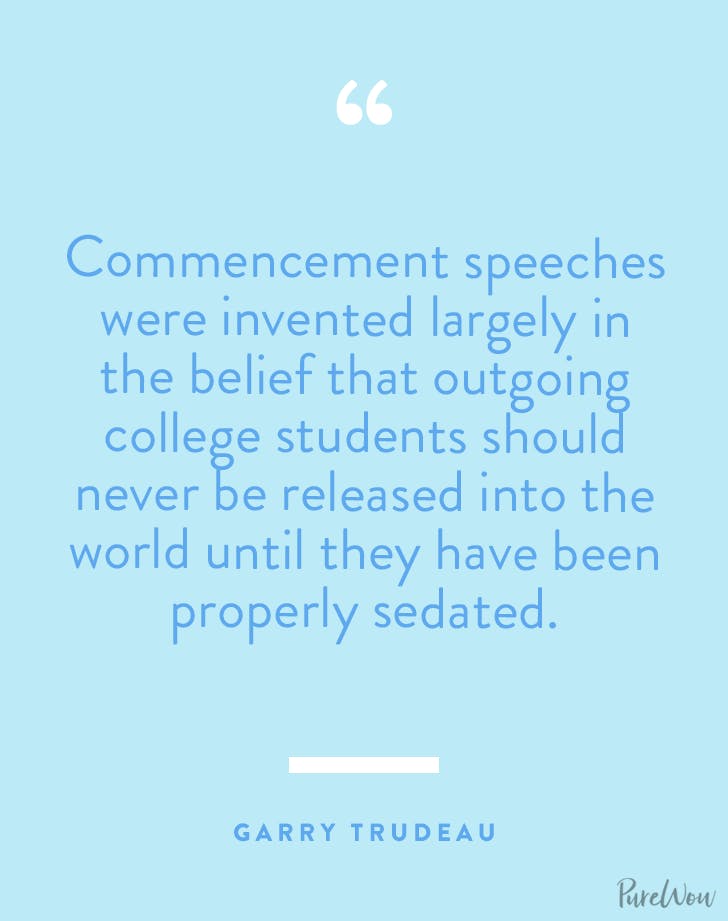 “
Commencement speeches
were invented largely in
the belief that outgoing
college students should
never be released into the
world until they have been
properly sedated.
GARRY TRUDEAU
PureWow